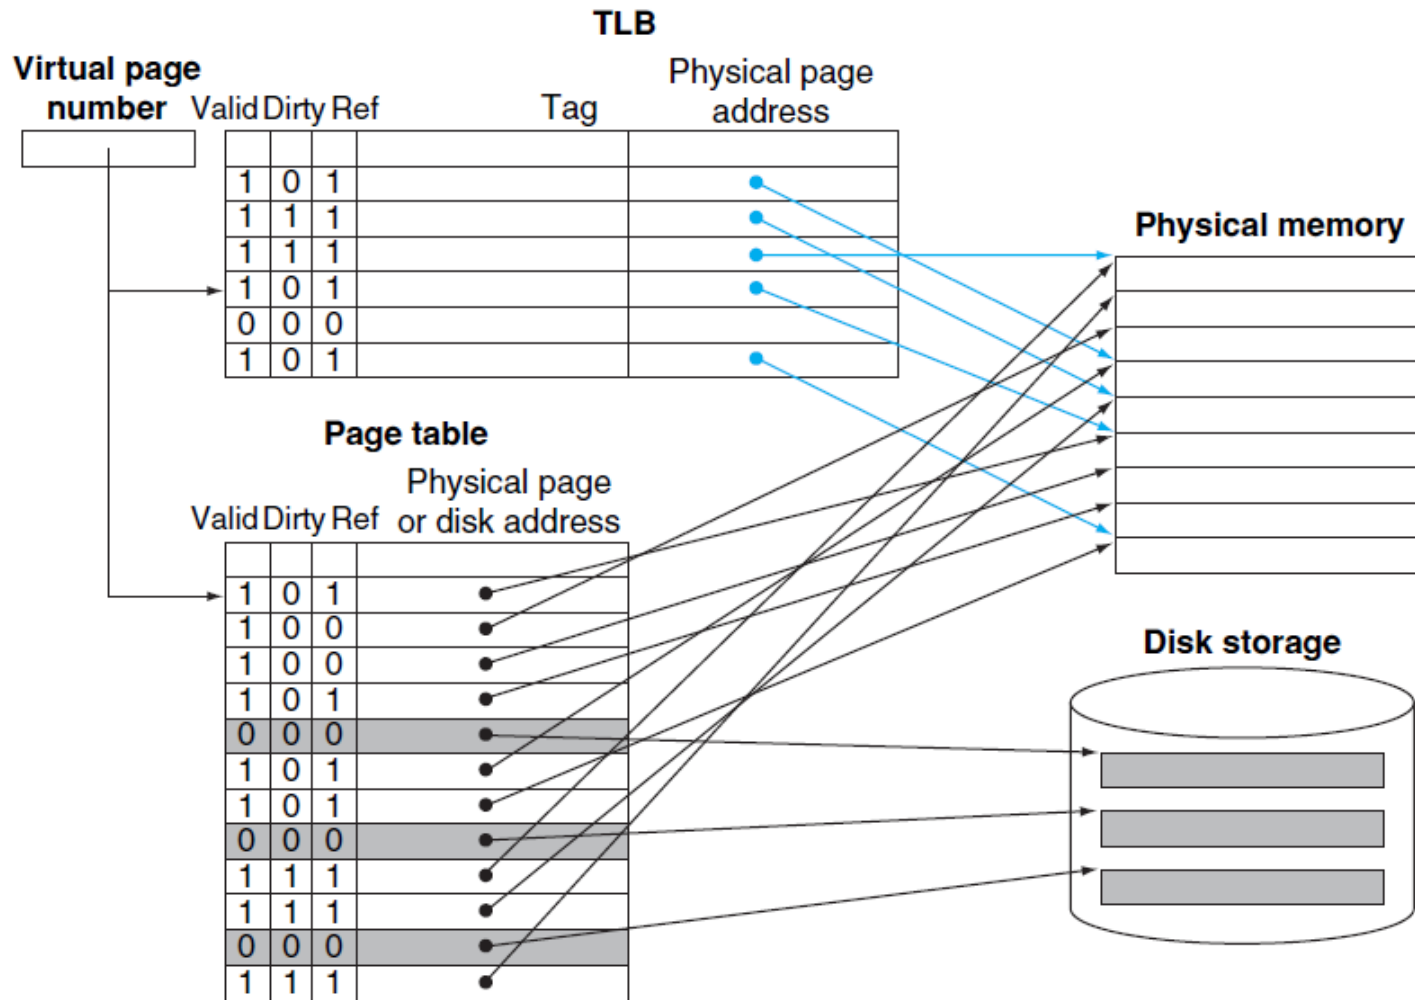 TLB
Virtual page
number
Valid Dirty Ref
Tag
Physical page
address
1 0 1
1 1 1
1 1 1
1 0 1
0 0 0
1 0 1
Physical memory
Page table
Valid Dirty Ref
Physical page
or disk address
1 0 1
1 0 0
1 0 0
1 0 1
0 0 0
1 0 1
1 0 1
0 0 0
1 1 1
1 1 1
0 0 0
1 1 1
Disk storage